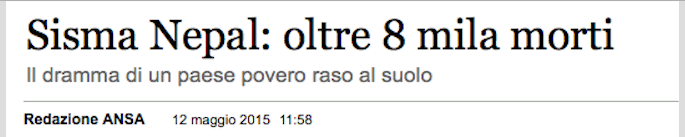 Sisma Nepal: oltre 8 mila morti
Il dramma di un paese povero raso al suolo
Redazione ANSA 12 maggio 2015 11:58